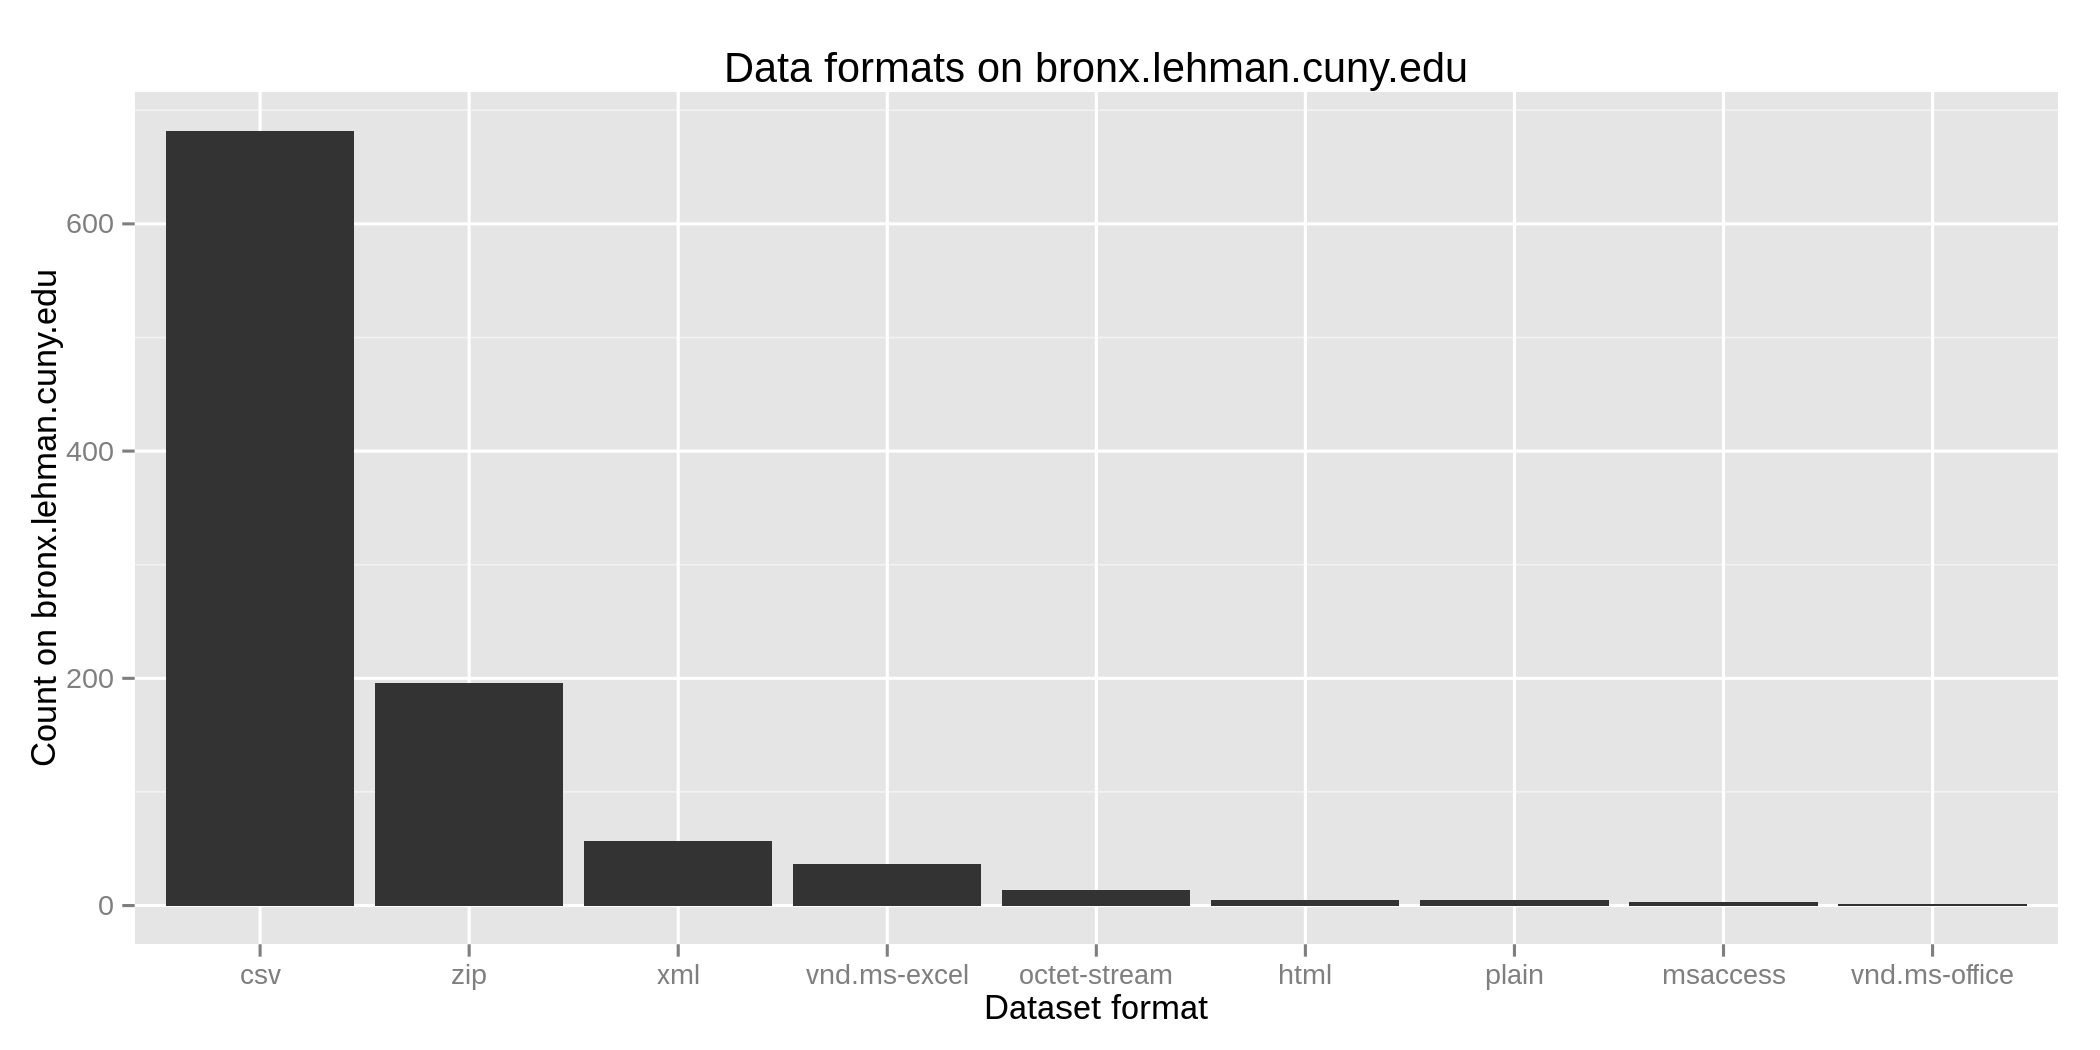 Data formats on bronx.lehman.cuny.edu
Count on bronx.lehman.cuny.edu
600
400
200
0
csv zip xml vnd.ms-excel octet-stream html plain msaccess vnd.ms-office
Dataset format